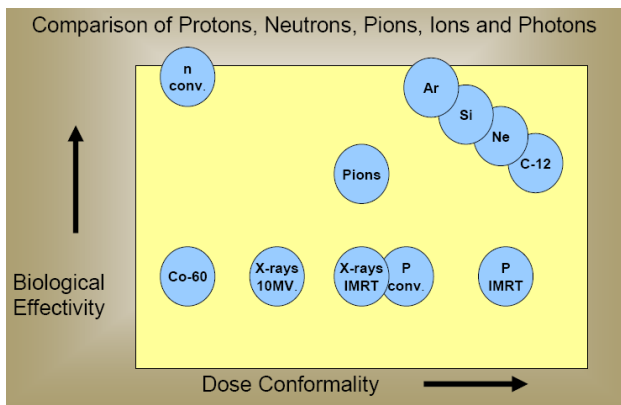 Comparison of Protons, Neutrons, Pions, Ions and Photons
n
conv.
Ar
Si
Ne
C-12
Pions
Co-60
X-rays
10MV.
X-rays
IMRT
P
conv.
P
IMRT
Biological
Effectivity
Dose Conformality